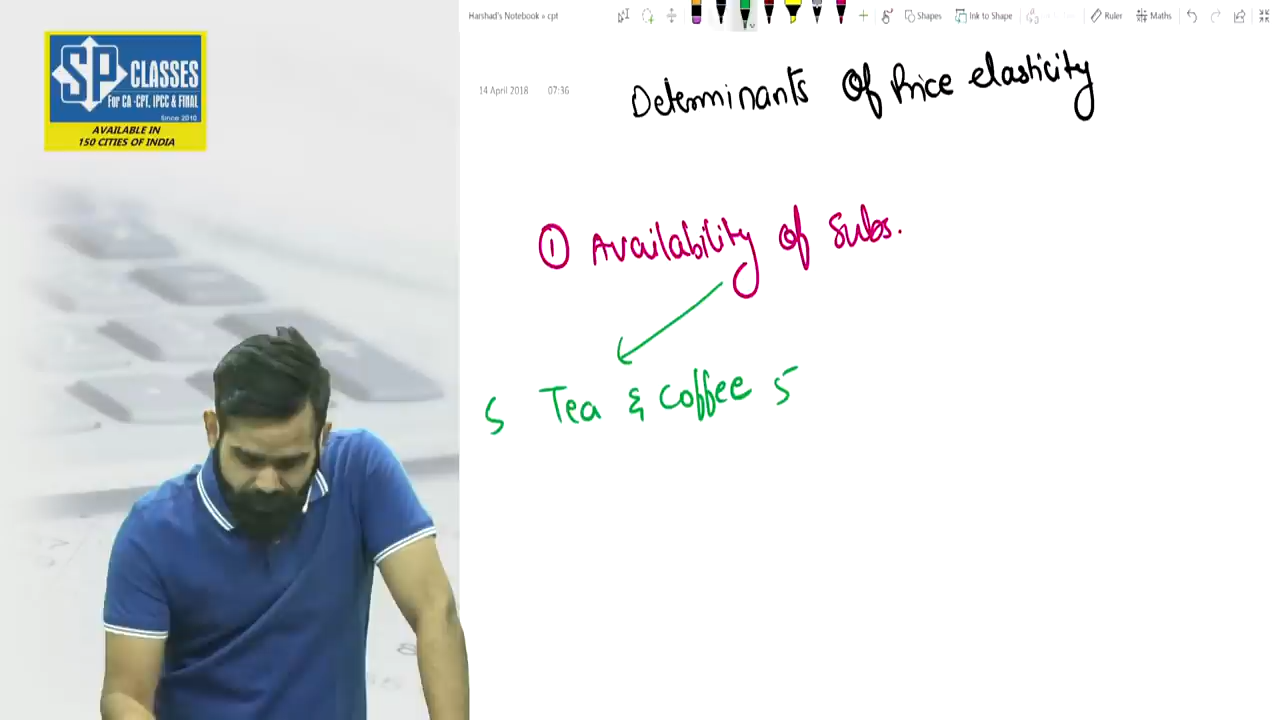 Harshad's Notebook » cpt
Shapes
Ink to Shape
Ruler
Maths
SP CLASSES
For CA-CPT, IPCC & FINAL
Since 2010
AVAILABLE IN
150 CITIES OF INDIA
14 April 2018 07:36
Determinants Of Price elasticity
① Availability of Subs.
5 Tea & Coffee 5